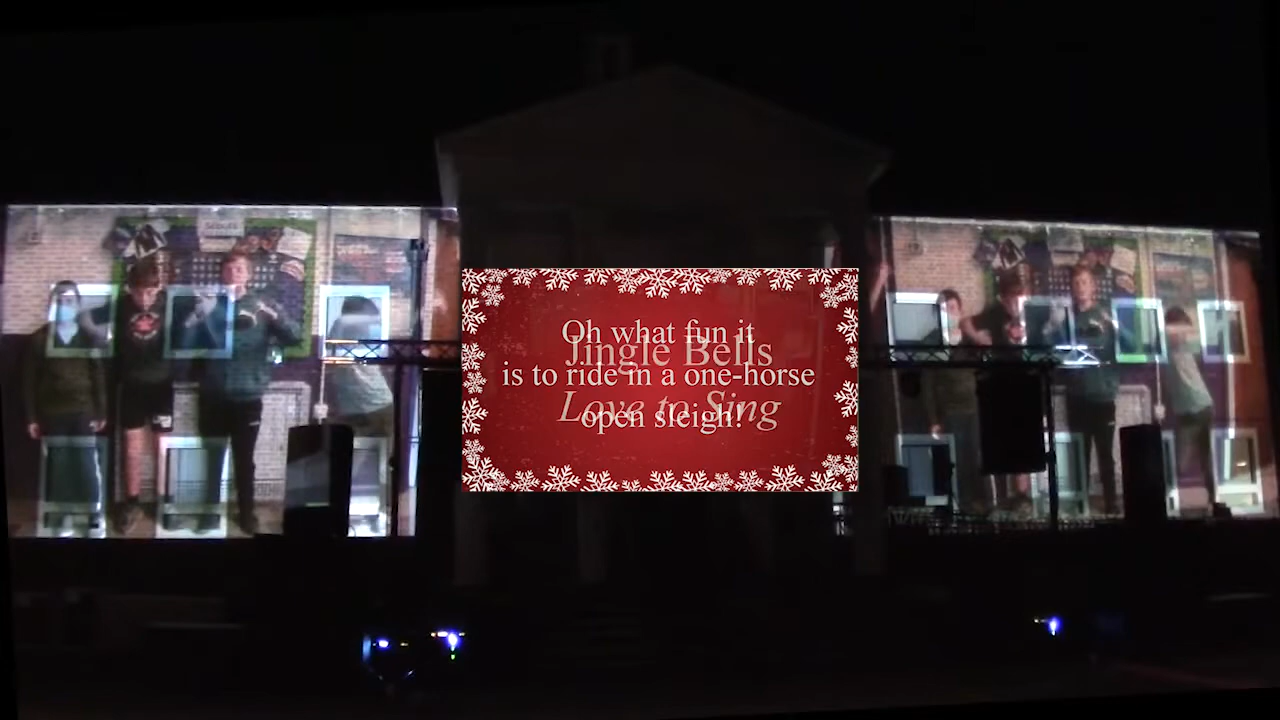 Oh what fun it
Jingle Bells
is to ride in a one-horse
Love to Sing
open sleigh!